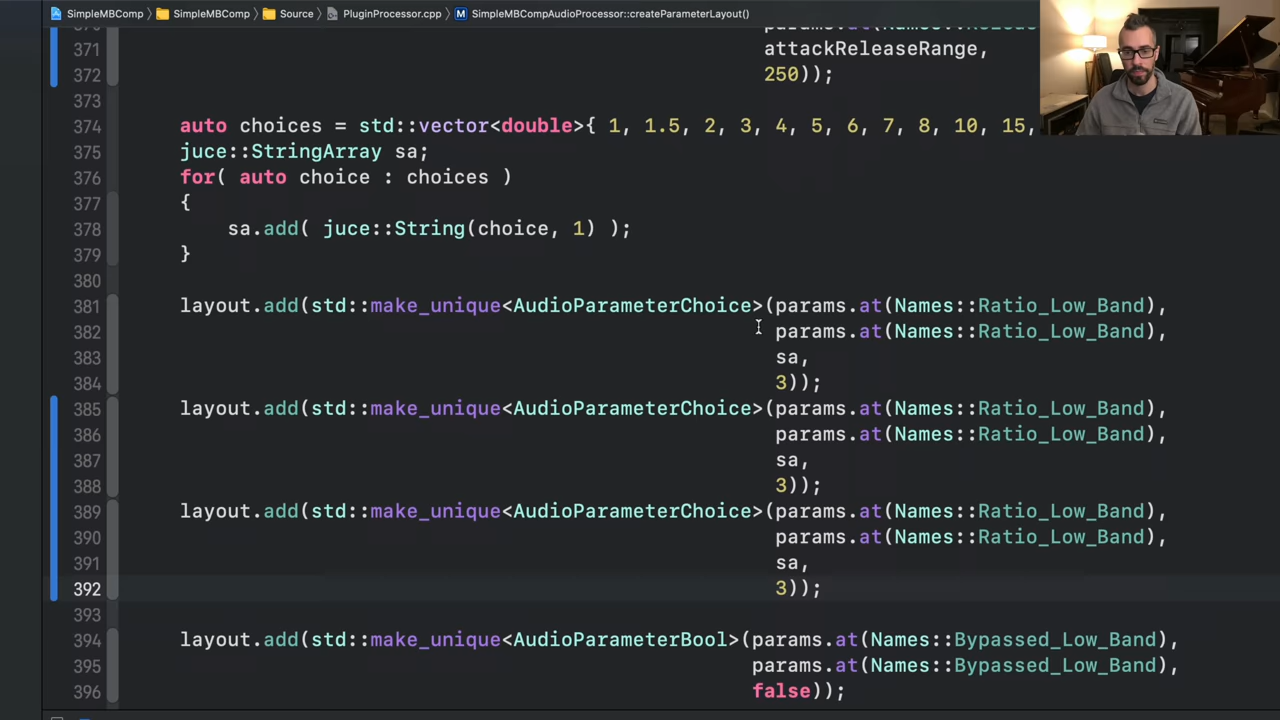 SimpleMBComp SimpleMBComp Source PluginProcessor.cpp M SimpleMBCompAudioProcessor::createParameterLayout()
371 attackReleaseRange,
372 250));
373
374 auto choices = std::vector<double>{ 1, 1.5, 2, 3, 4, 5, 6, 7, 8, 10, 15,
375 juce::StringArray sa;
376 for( auto choice : choices )
377 {
378 sa.add( juce::String(choice, 1) );
379 }
380
381 layout.add(std::make_unique<AudioParameterChoice>(params.at(Names::Ratio_Low_Band),
382 params.at(Names::Ratio_Low_Band),
383 sa,
384 3));
385 layout.add(std::make_unique<AudioParameterChoice>(params.at(Names::Ratio_Low_Band),
386 params.at(Names::Ratio_Low_Band),
387 sa,
388 3));
389 layout.add(std::make_unique<AudioParameterChoice>(params.at(Names::Ratio_Low_Band),
390 params.at(Names::Ratio_Low_Band),
391 sa,
392 3));
393
394 layout.add(std::make_unique<AudioParameterBool>(params.at(Names::Bypassed_Low_Band),
395 params.at(Names::Bypassed_Low_Band),
396 false));